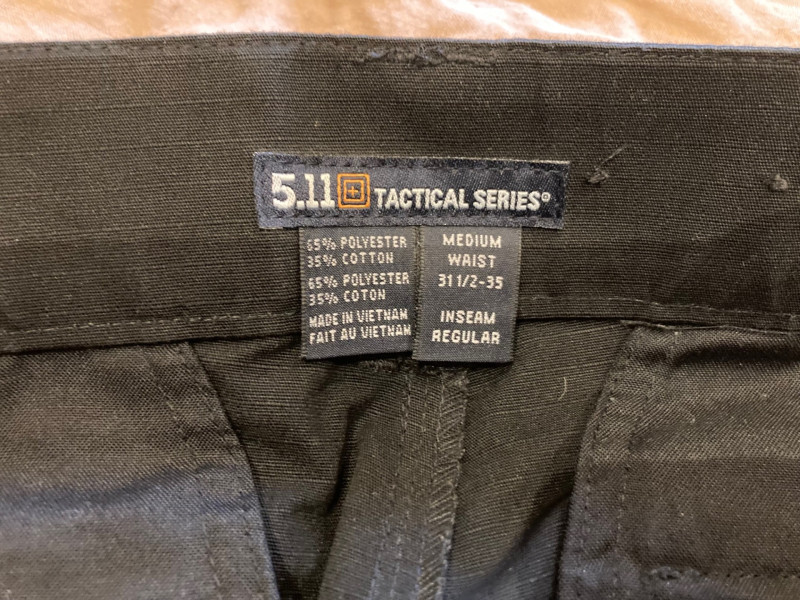 5.11 TACTICAL SERIES®
65% POLYESTER
35% COTTON
65% POLYESTER
35% COTON
MADE IN VIETNAM
FAIT AU VIETNAM
MEDIUM
WAIST
31 1/2-35
INSEAM
REGULAR